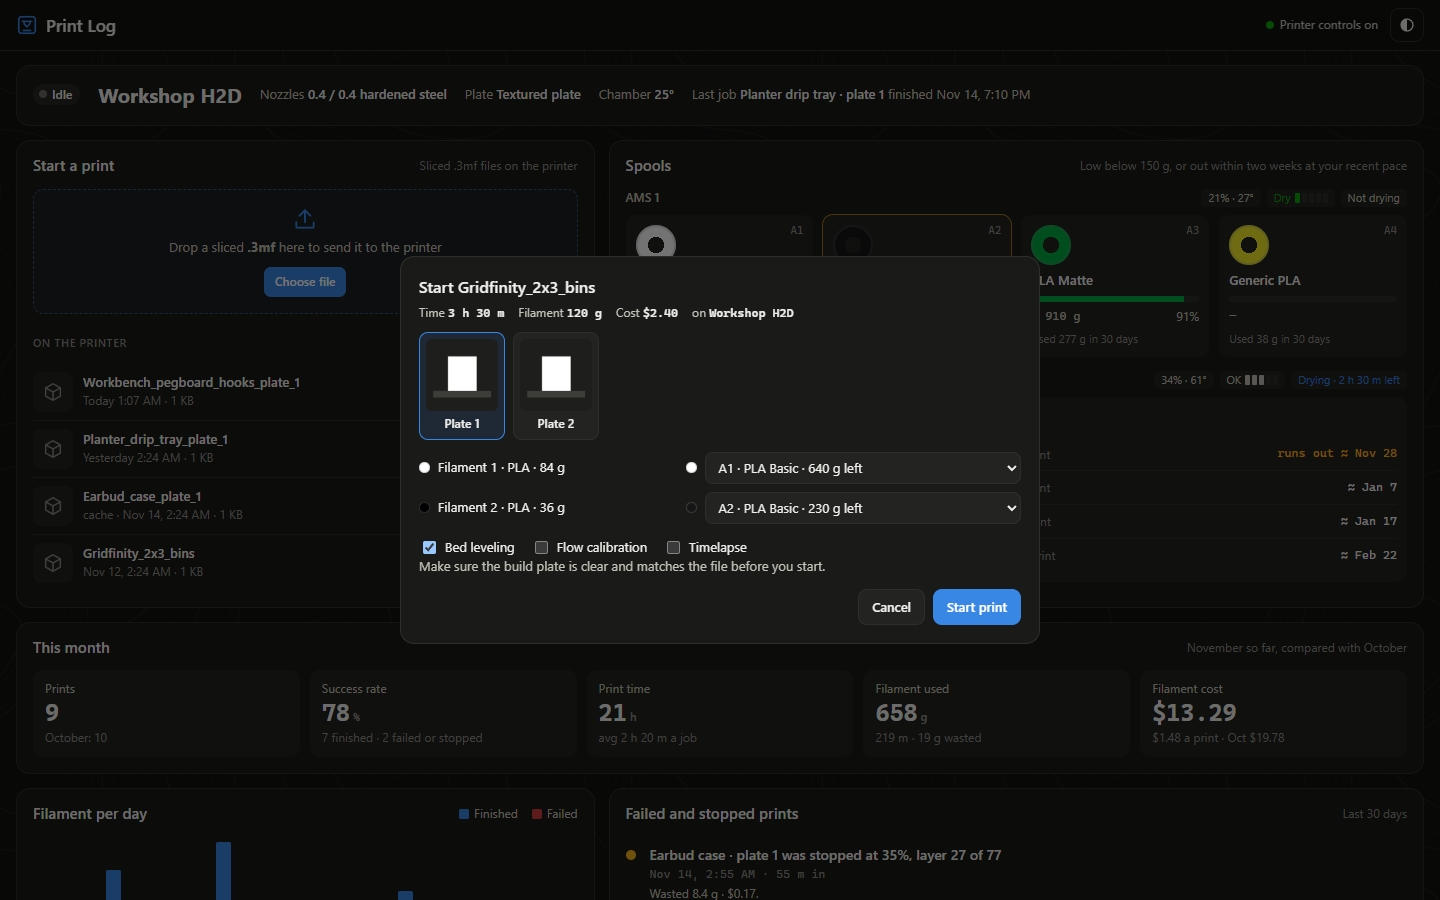 Print Log
Printer controls on
Idle
Workshop H2D
Nozzles 0.4 / 0.4 hardened steel
Plate Textured plate
Chamber 25°
Last job Planter drip tray · plate 1 finished Nov 14, 7:10 PM
Start a print
Sliced .3mf files on the printer
Drop a sliced .3mf here to send it to the printer
Choose file
ON THE PRINTER
Workbench_pegboard_hooks_plate_1
Today 1:07 AM · 1 KB
Planter_drip_tray_plate_1
Yesterday 2:24 AM · 1 KB
Earbud_case_plate_1
cache · Nov 14, 2:24 AM · 1 KB
Gridfinity_2x3_bins
Nov 12, 2:24 AM · 1 KB
Spools
Low below 150 g, or out within two weeks at your recent pace
AMS 1
21% · 27°
Dry
Not drying
A1
A2
A3
LA Matte
910 g
91%
sed 277 g in 30 days
A4
Generic PLA
—
Used 38 g in 30 days
34% · 61°
OK
Drying · 2 h 30 m left
nt
runs out ≈ Nov 28
nt
≈ Jan 7
nt
≈ Jan 17
rint
≈ Feb 22
Start Gridfinity_2x3_bins
Time 3 h 30 m Filament 120 g Cost $2.40 on Workshop H2D
Plate 1
Plate 2
Filament 1 · PLA · 84 g
A1 · PLA Basic · 640 g left
Filament 2 · PLA · 36 g
A2 · PLA Basic · 230 g left
Bed leveling
Flow calibration
Timelapse
Make sure the build plate is clear and matches the file before you start.
Cancel
Start print
This month
November so far, compared with October
Prints
9
October: 10
Success rate
78 %
7 finished · 2 failed or stopped
Print time
21 h
avg 2 h 20 m a job
Filament used
658 g
219 m · 19 g wasted
Filament cost
$13.29
$1.48 a print · Oct $19.78
Filament per day
Finished
Failed
Failed and stopped prints
Last 30 days
Earbud case · plate 1 was stopped at 35%, layer 27 of 77
Nov 14, 2:55 AM · 55 m in
Wasted 8.4 g · $0.17.